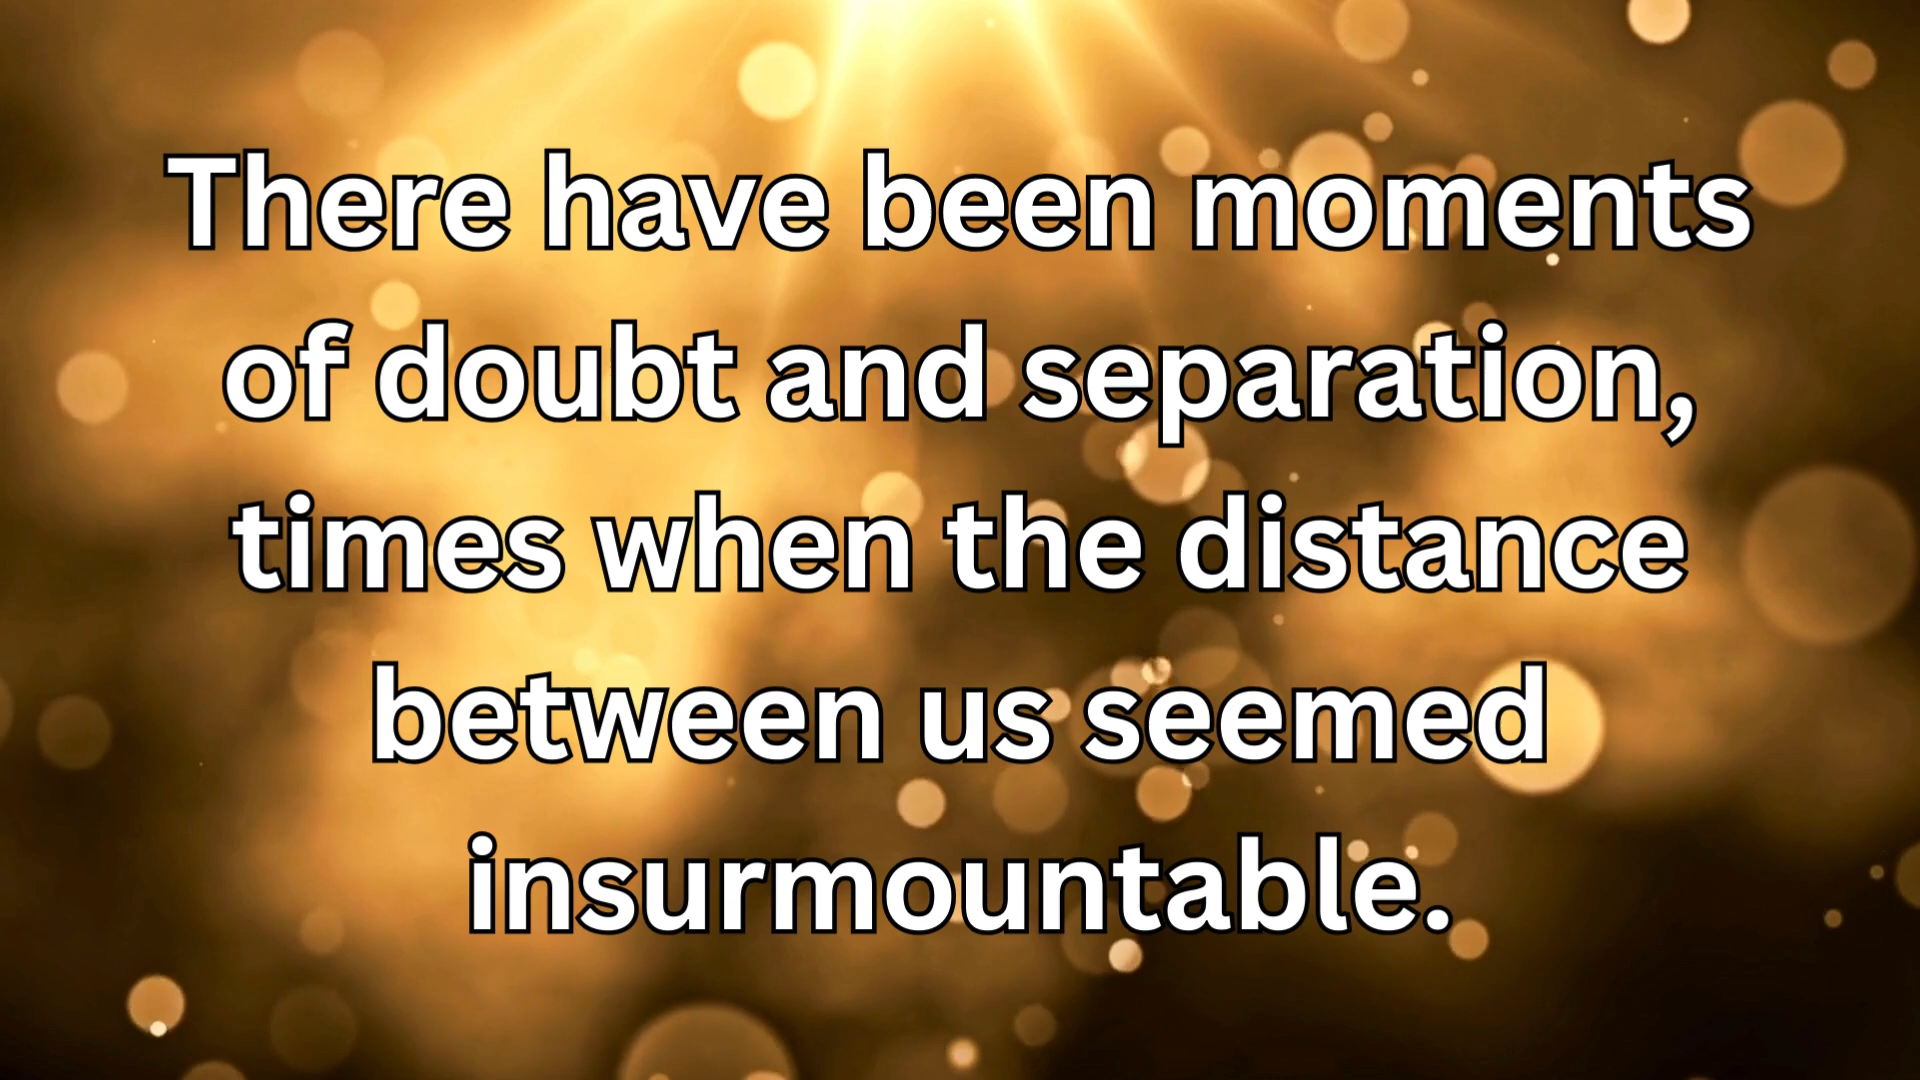 There have been moments
of doubt and separation,
times when the distance
between us seemed
insurmountable.